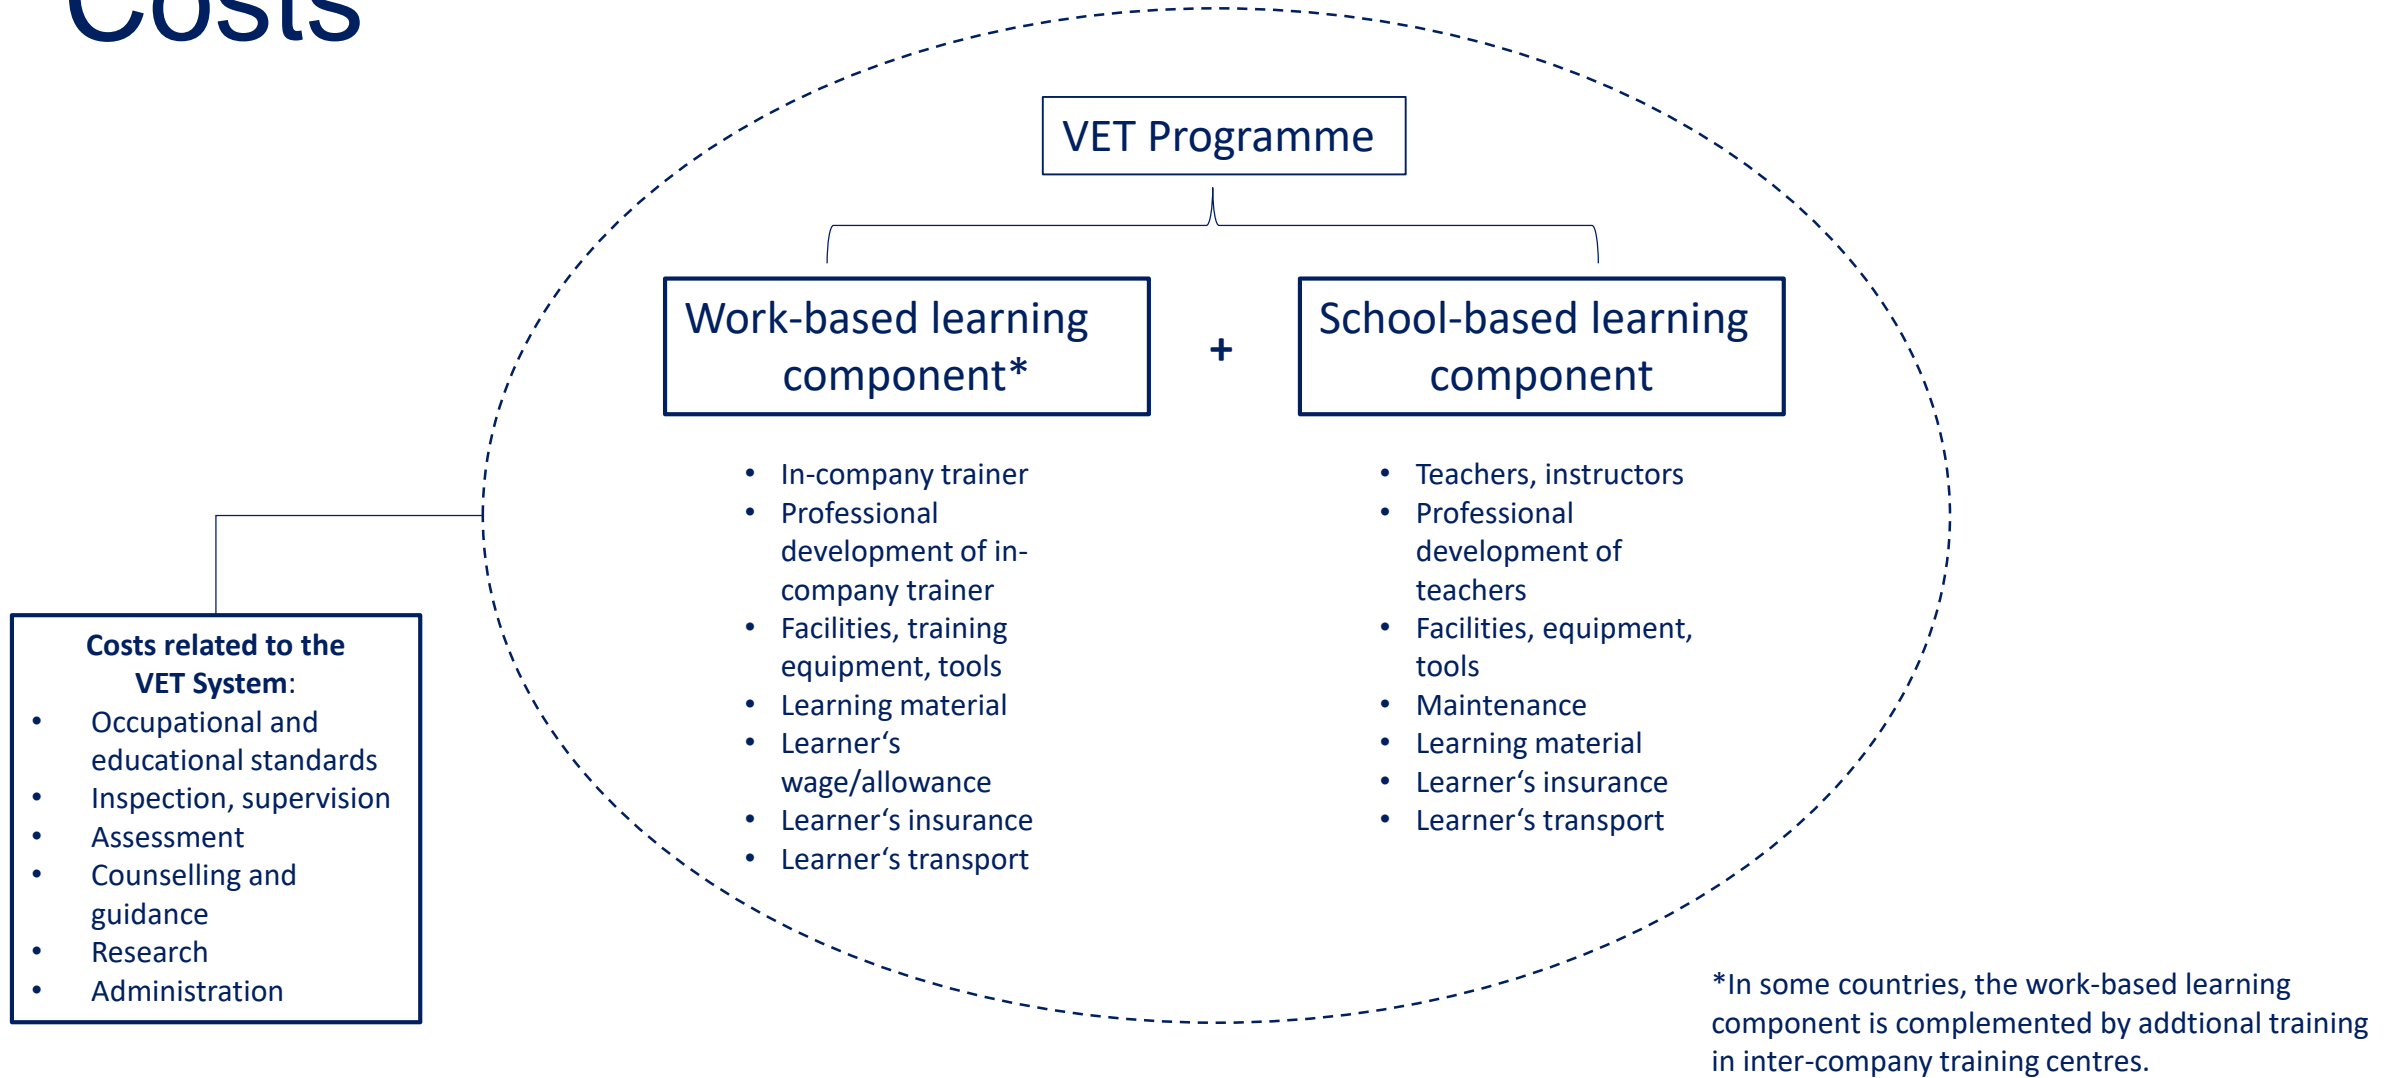 Costs
VET Programme
Work-based learning
component*
+
School-based learning
component
• In-company trainer
• Professional
development of in-
company trainer
• Facilities, training
equipment, tools
• Learning material
• Learner‘s
wage/allowance
• Learner‘s insurance
• Learner‘s transport
• Teachers, instructors
• Professional
development of
teachers
• Facilities, equipment,
tools
• Maintenance
• Learning material
• Learner‘s insurance
• Learner‘s transport
Costs related to the
VET System:
• Occupational and
educational standards
• Inspection, supervision
• Assessment
• Counselling and
guidance
• Research
• Administration
*In some countries, the work-based learning
component is complemented by addtional training
in inter-company training centres.